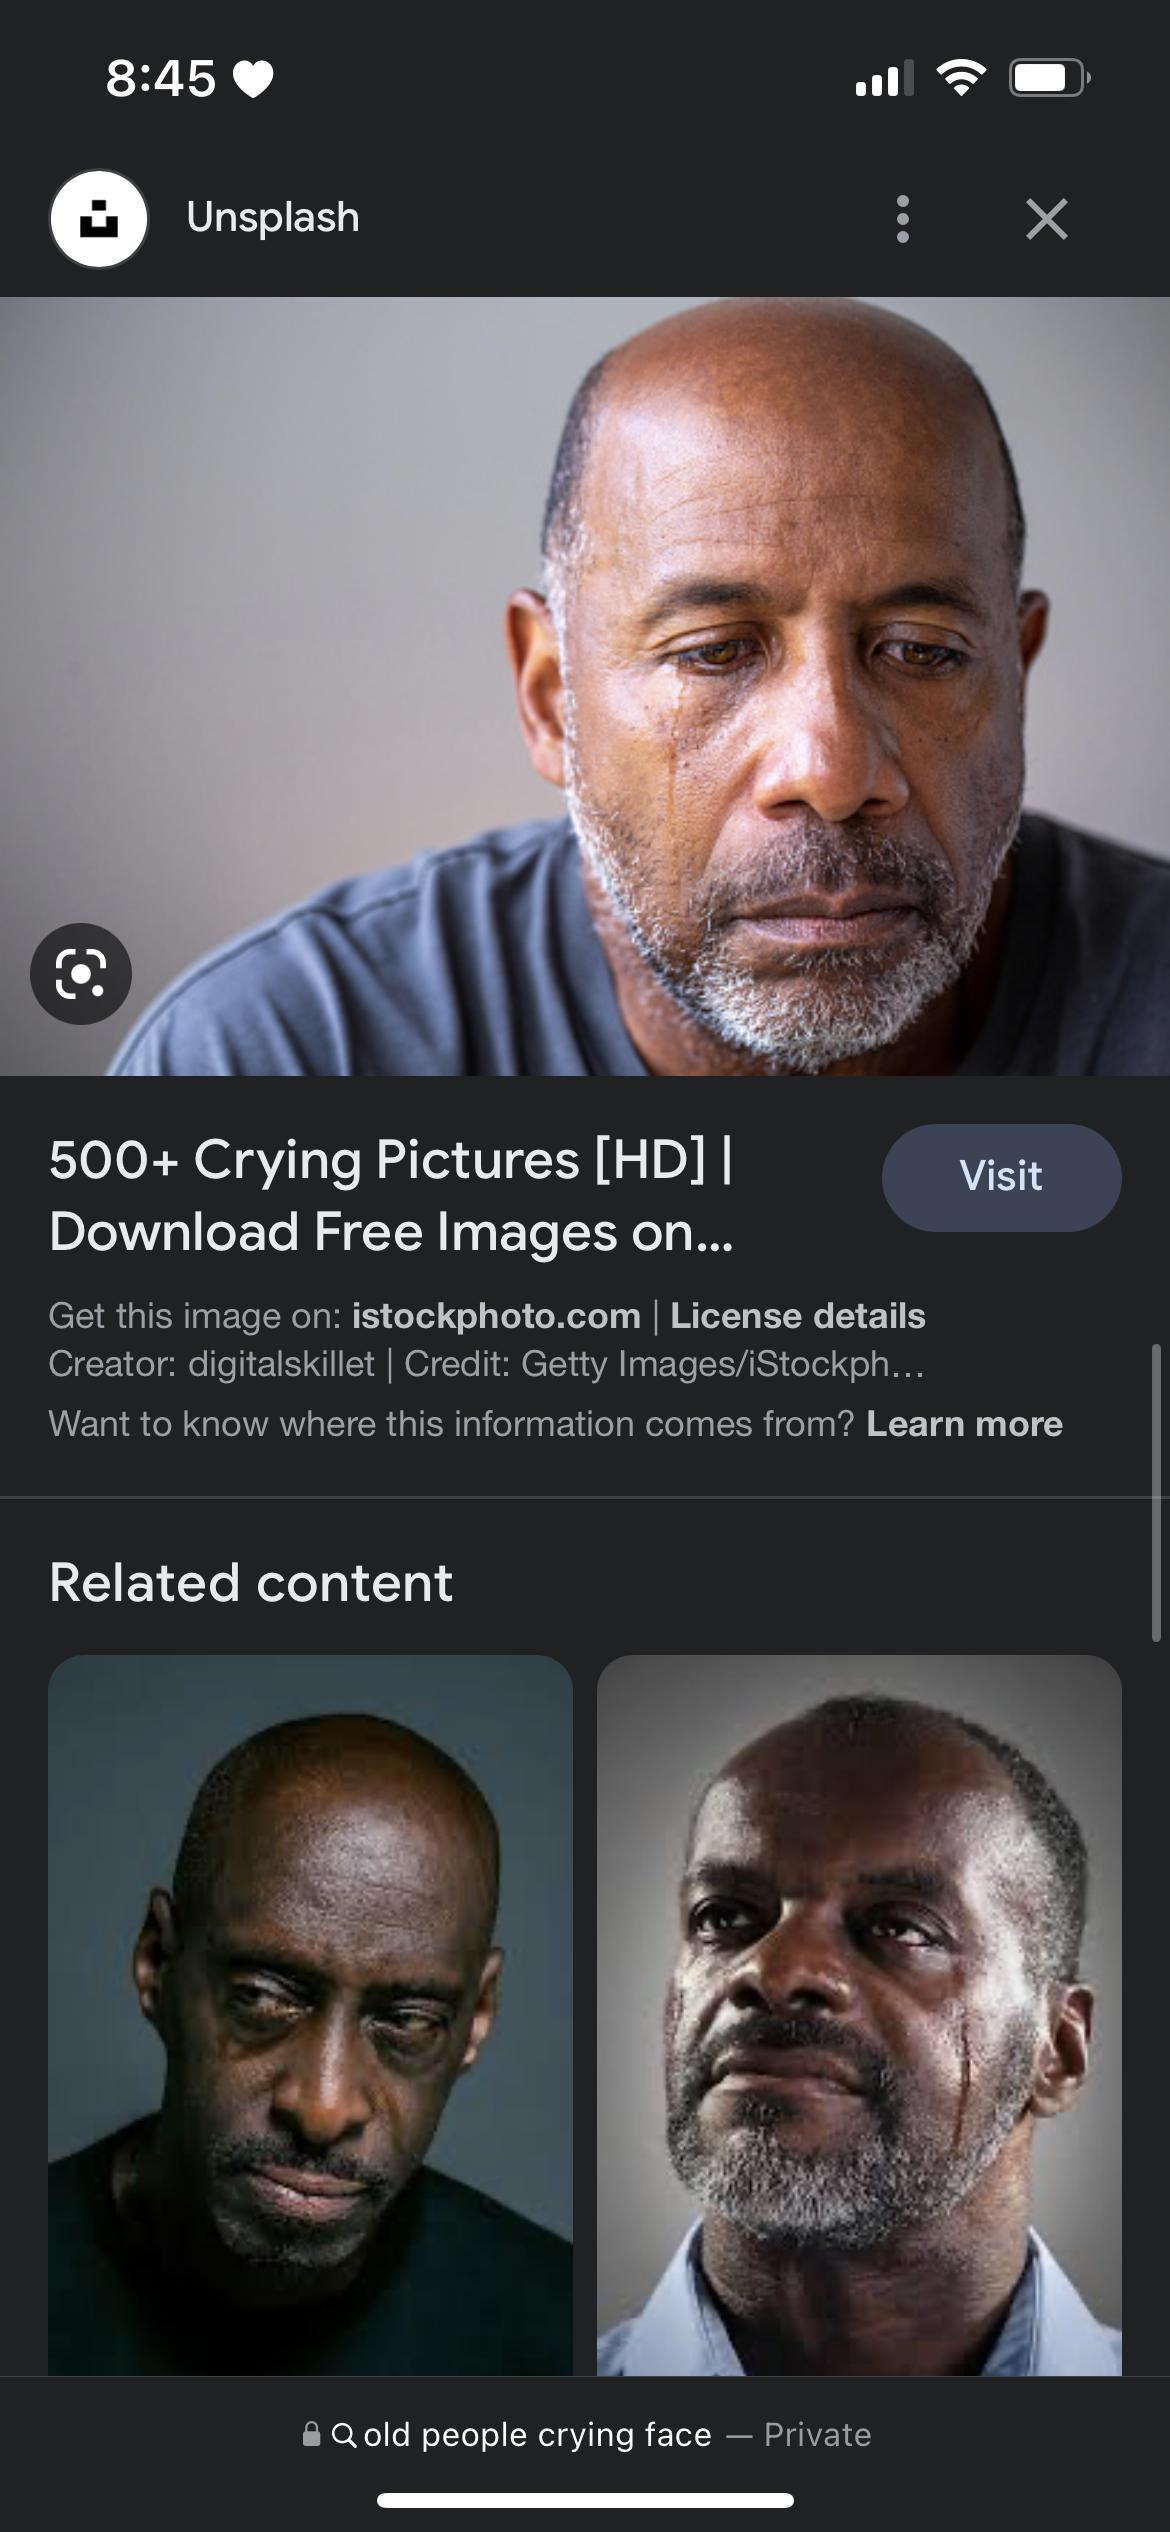 8:45
Unsplash
500+ Crying Pictures [HD] |
Download Free Images on...
Visit
Get this image on: istockphoto.com | License details
Creator: digitalskillet | Credit: Getty Images/iStockph...
Want to know where this information comes from? Learn more
Related content
old people crying face — Private